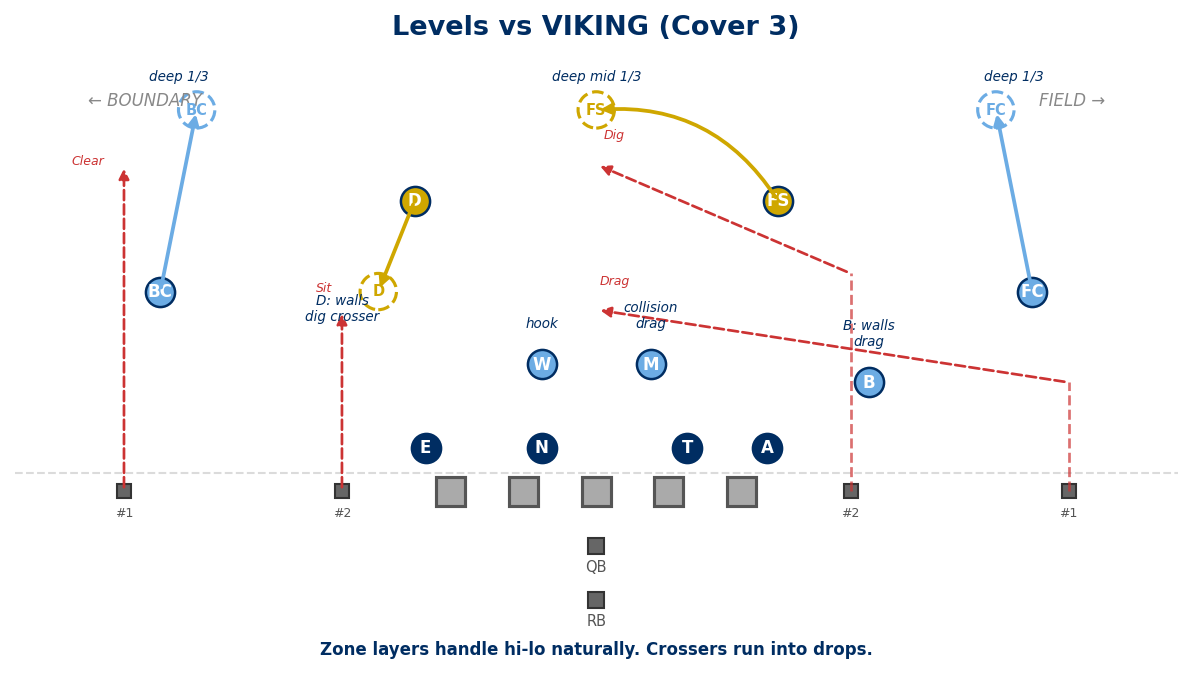 Levels vs VIKING (Cover 3)
deep 1/3
deep mid 1/3
deep 1/3
← BOUNDARY
BC
FS
FC
FIELD →
Dig
Clear
D
FS
Drag
Sit
BC
D
FC
D: walls
dig crosser
hook
collision
drag
B: walls
drag
W
M
B
E
N
T
A
#1
#2
#2
#1
QB
RB
Zone layers handle hi-lo naturally. Crossers run into drops.